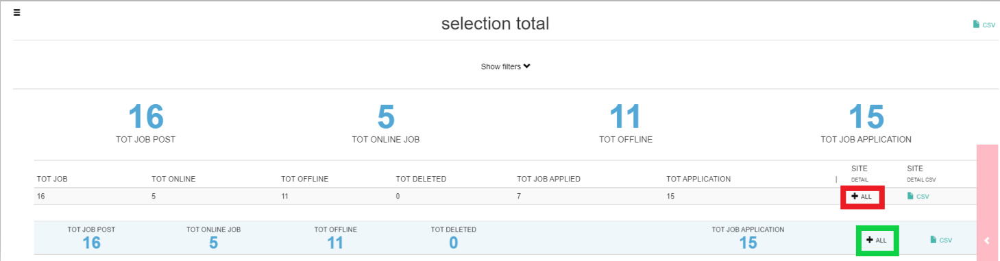 selection total
CSV
Show filters
16 5 11 15
TOT JOB POST TOT ONLINE JOB TOT OFFLINE TOT JOB APPLICATION
SITE SITE
TOT JOB TOT ONLINE TOT OFFLINE TOT DELETED TOT JOB APPLIED TOT APPLICATION | DETAIL DETAIL CSV
16 5 11 0 7 15 ALL CSV
TOT JOB POST TOT ONLINE JOB TOT OFFLINE TOT DELETED TOT JOB APPLICATION
16 5 11 0 15 ALL CSV